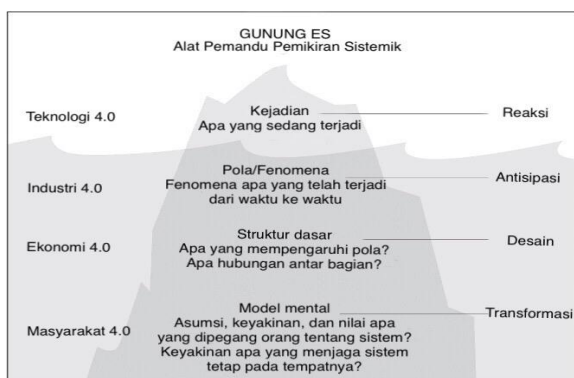 GUNUNG ES
Alat Pemandu Pemikiran Sistemik
Teknologi 4.0
Kejadian
Apa yang sedang terjadi
Reaksi
Industri 4.0
Pola/Fenomena
Fenomena apa yang telah terjadi
dari waktu ke waktu
Antisipasi
Ekonomi 4.0
Struktur dasar
Apa yang mempengaruhi pola?
Apa hubungan antar bagian?
Desain
Masyarakat 4.0
Model mental
Asumsi, keyakinan, dan nilai apa
yang dipegang orang tentang sistem?
Keyakinan apa yang menjaga sistem
tetap pada tempatnya?
Transformasi